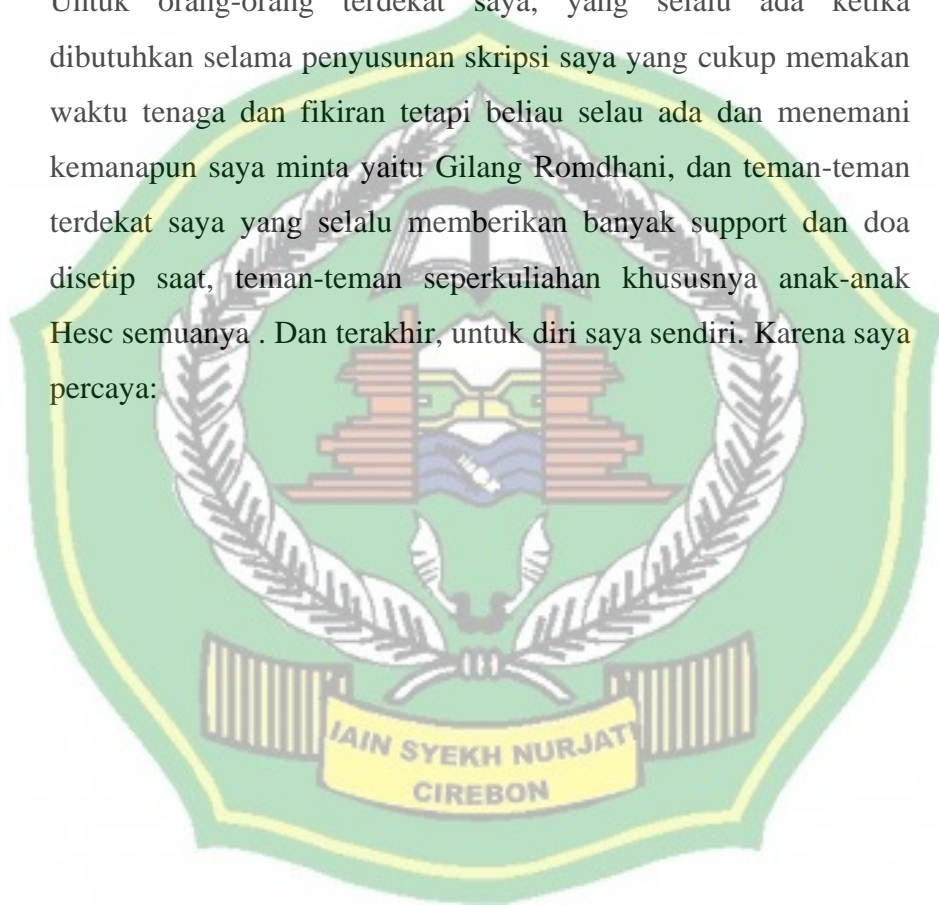 Untuk orang-orang terdekat saya, yang selalu ada ketika
dibutuhkan selama penyusunan skripsi saya yang cukup memakan
waktu tenaga dan fikiran tetapi beliau selau ada dan menemani
kemanapun saya minta yaitu Gilang Romdhani, dan teman-teman
terdekat saya yang selalu memberikan banyak support dan doa
disetip saat, teman-teman seperkuliahan khususnya anak-anak
Hesc semuanya . Dan terakhir, untuk diri saya sendiri. Karena saya
percaya:
IAIN SYEKH NURJATI
CIREBON